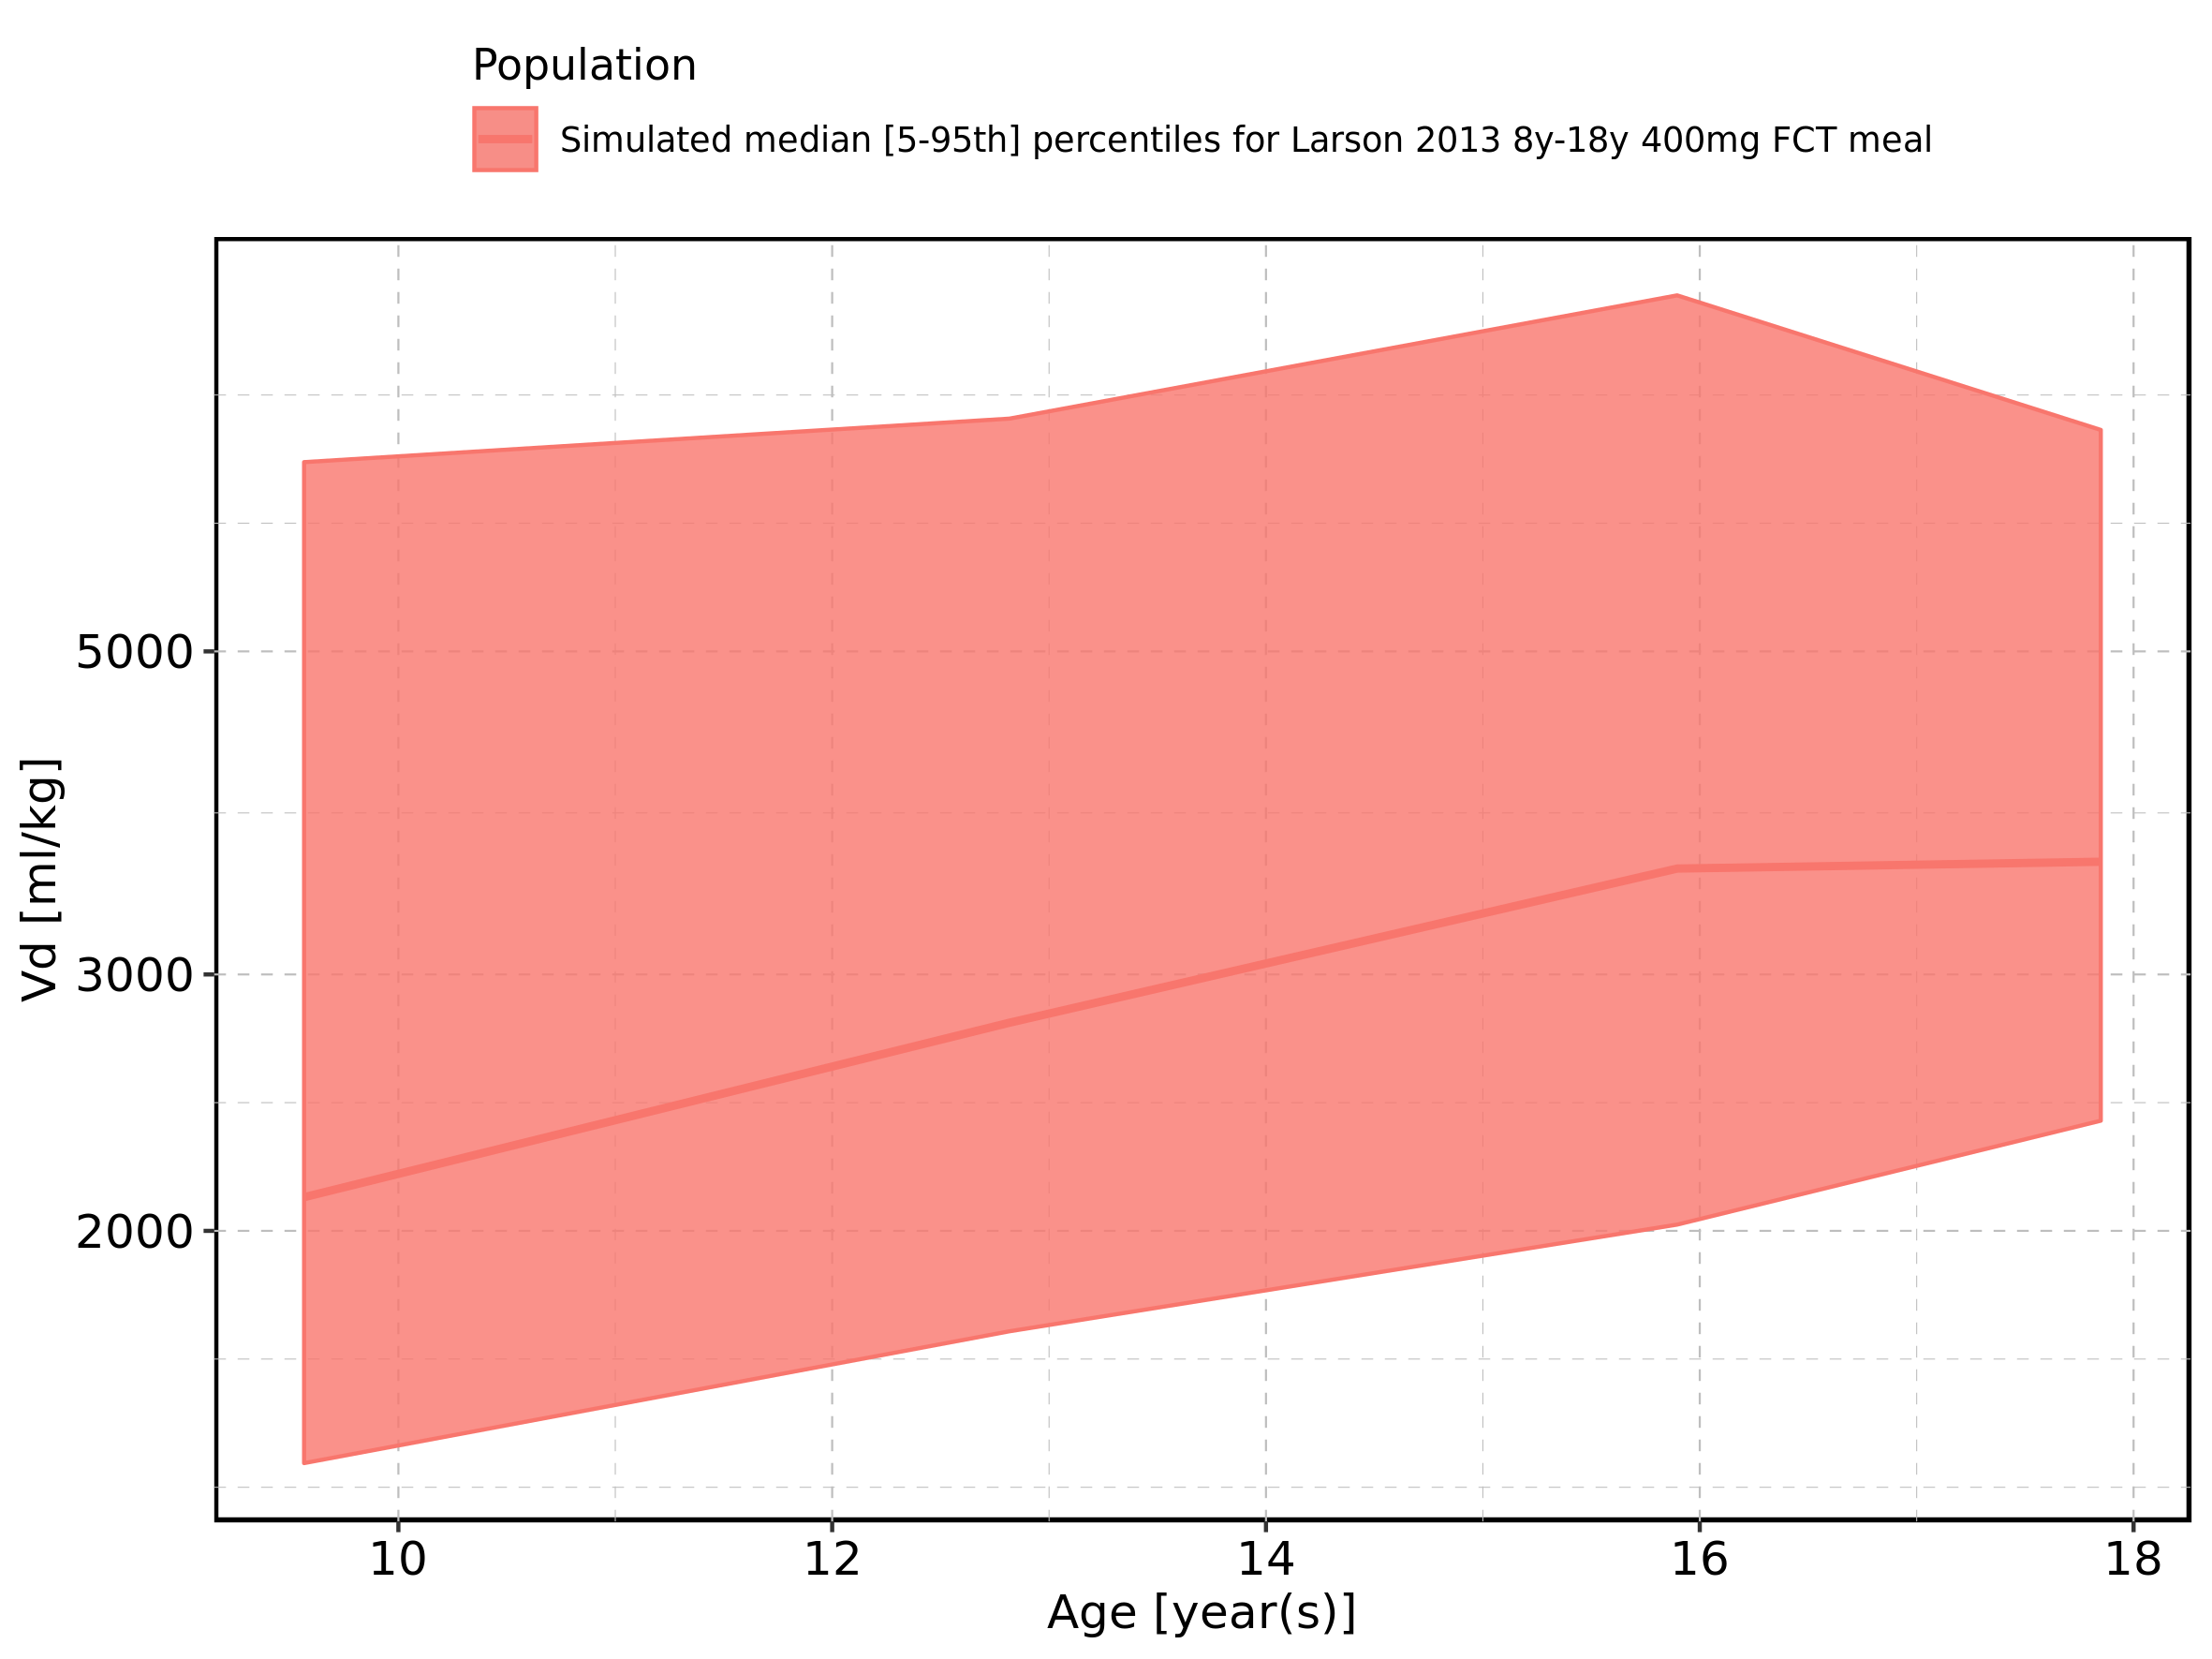 Population
Simulated median [5-95th] percentiles for Larson 2013 8y-18y 400mg FCT meal
Vd [ml/kg]
5000
3000
2000
10 12 14 16 18
Age [year(s)]